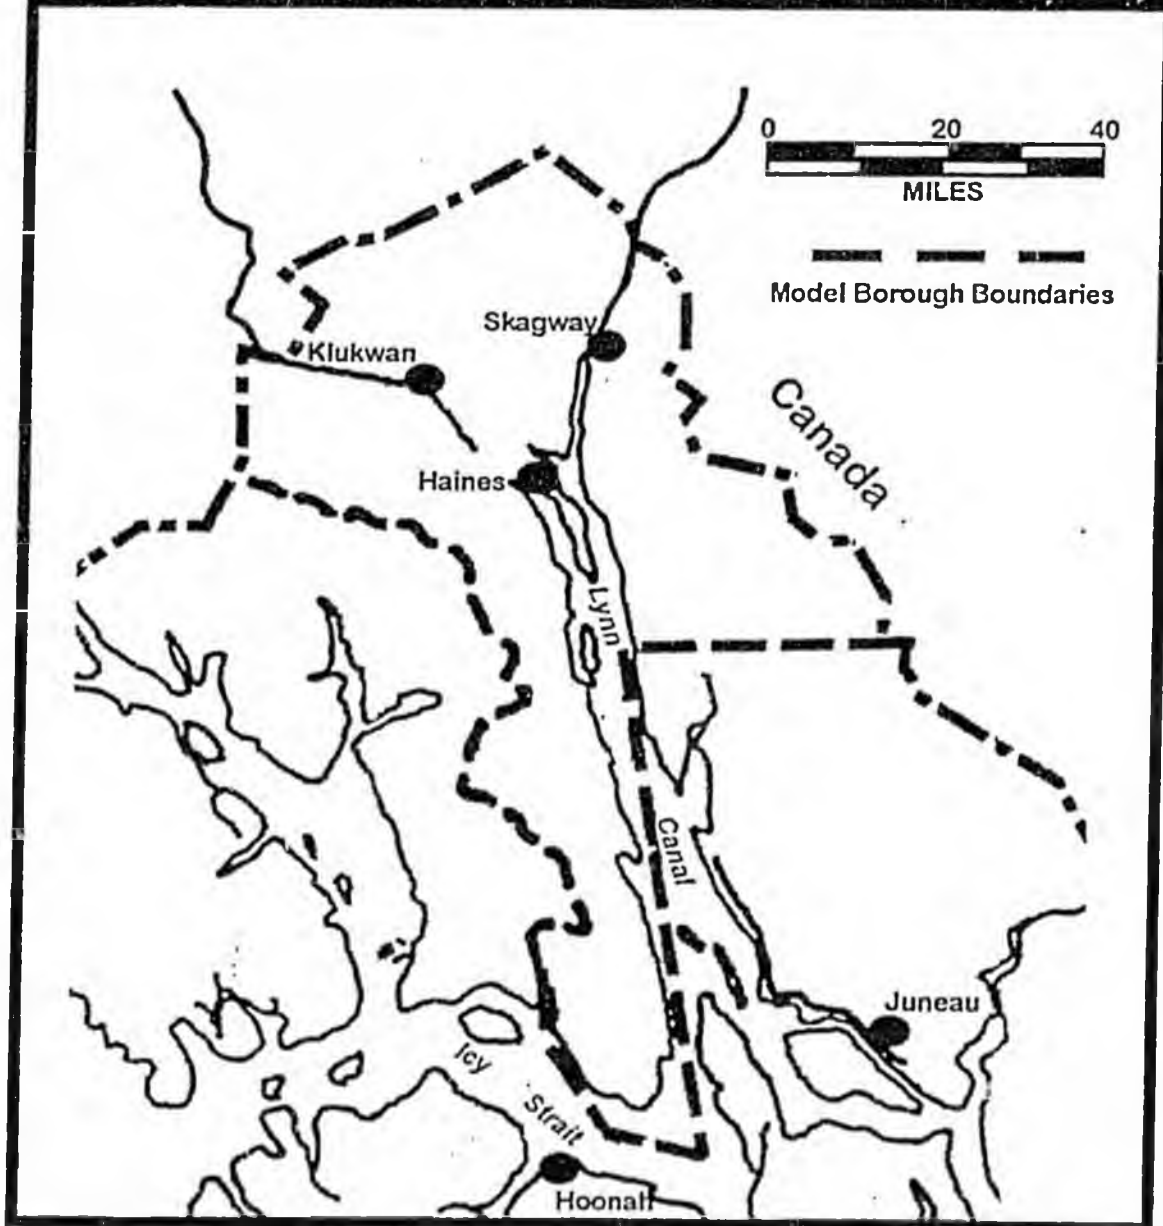 0 20 40
MILES
Model Borough Boundaries
Skagway
Klukwan
Canada
Haines
Lynn
Canal
Juneau
Icy
Strait
Hoonah